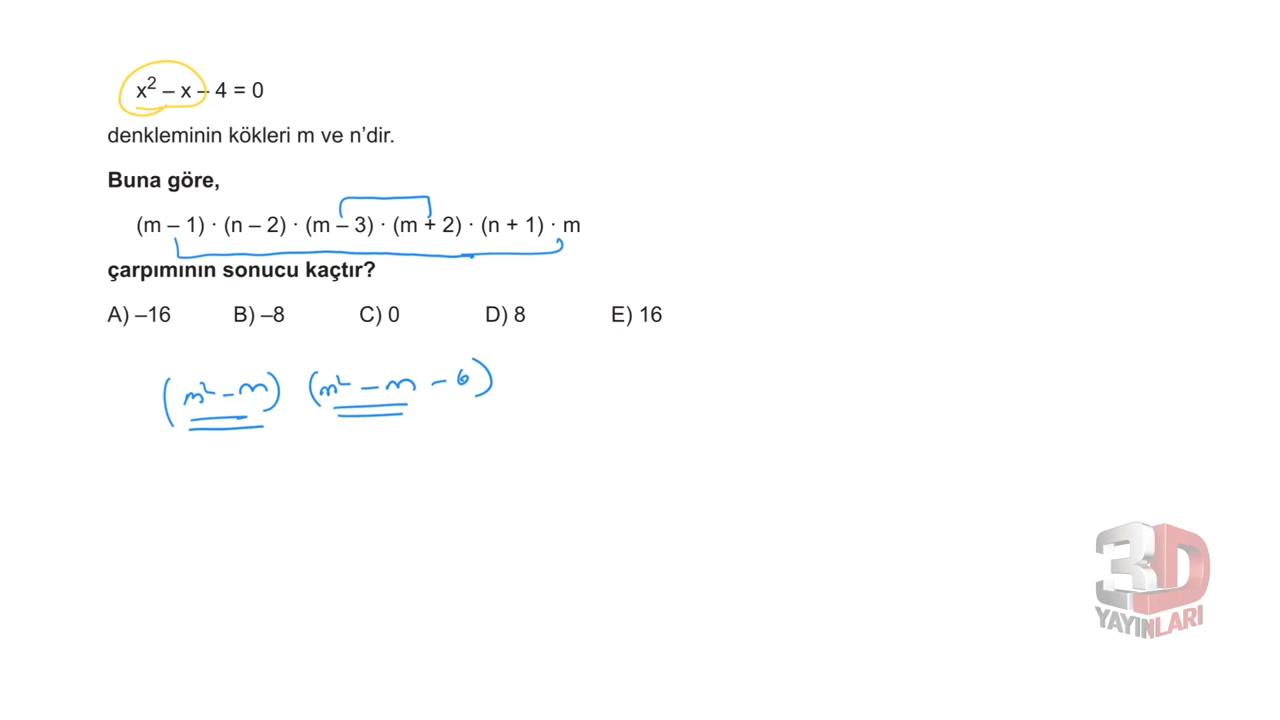 x² – x – 4 = 0
denkleminin kökleri m ve n’dir.
Buna göre,
(m – 1) · (n – 2) · (m – 3) · (m + 2) · (n + 1) · m
çarpımının sonucu kaçtır?
A) –16 B) –8 C) 0 D) 8 E) 16
(m² – m) (m² – m – 6)
3D
YAYINLARI